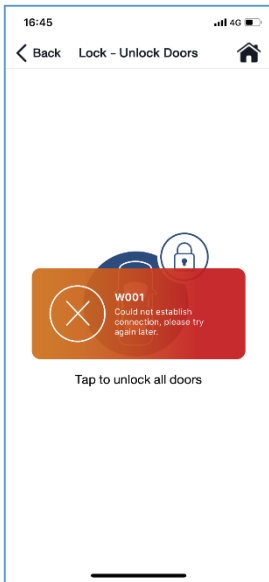 16:45 4G
Back Lock - Unlock Doors
W001
Could not establish
connection, please try
again later.
Tap to unlock all doors